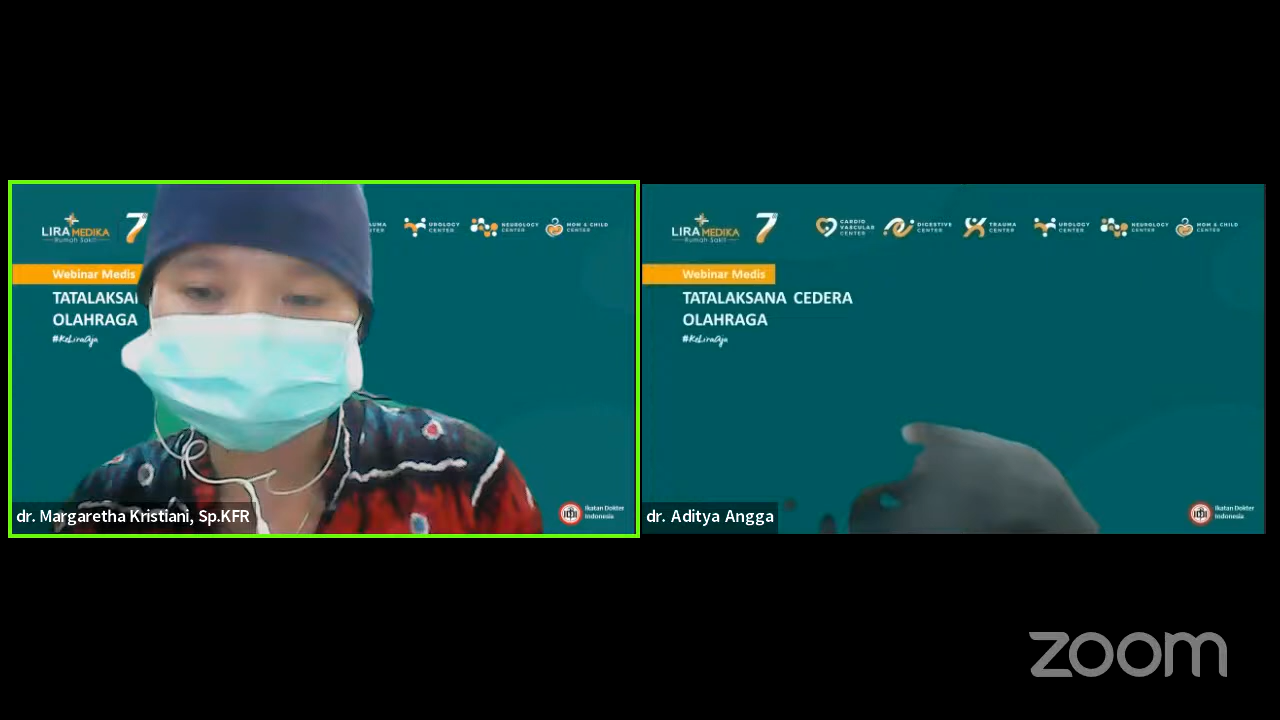 LIRA MEDIKA
Rumah Sakit
7
UROLOGY
CENTER
NEUROLOGY
CENTER
MOM & CHILD
CENTER
Webinar Medis
OLAHRAGA
#KeLiraAja
dr. Margaretha Kristiani, Sp.KFR
Ikatan Dokter
Indonesia
LIRA MEDIKA
Rumah Sakit
7
CARDIO
VASCULAR
CENTER
DIGESTIVE
CENTER
TRAUMA
CENTER
UROLOGY
CENTER
NEUROLOGY
CENTER
MOM & CHILD
CENTER
Webinar Medis
TATALAKSANA CEDERA
OLAHRAGA
#KeLiraAja
dr. Aditya Angga
Ikatan Dokter
Indonesia
zoom